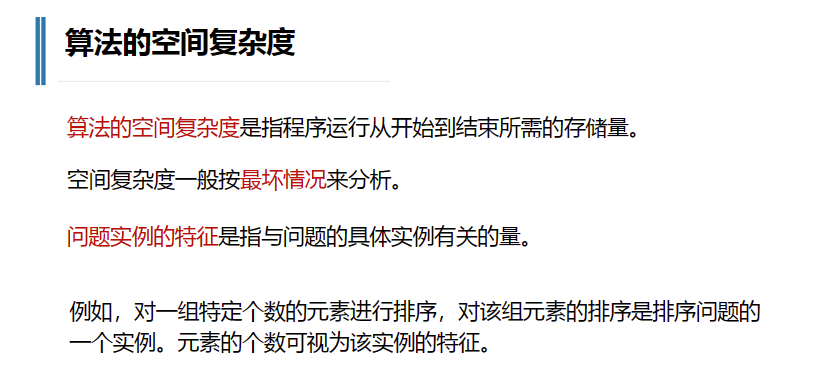 算法的空间复杂度
算法的空间复杂度是指程序运行从开始到结束所需的存储量。
空间复杂度一般按最坏情况来分析。
问题实例的特征是指与问题的具体实例有关的量。
例如，对一组特定个数的元素进行排序，对该组元素的排序是排序问题的
一个实例。元素的个数可视为该实例的特征。